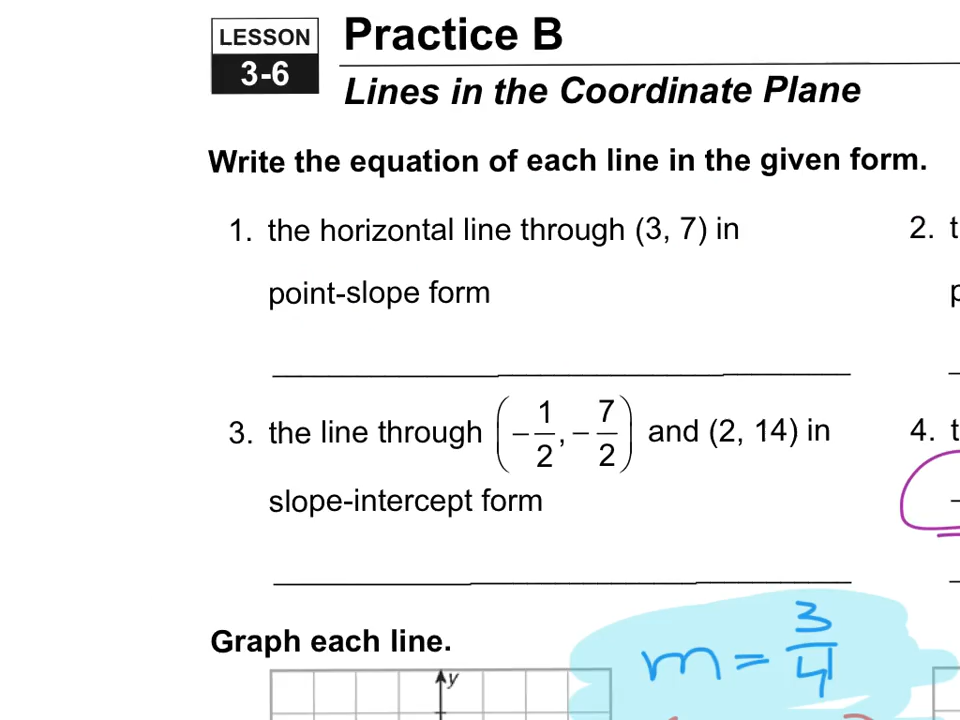 LESSON
3-6
Practice B
Lines in the Coordinate Plane
Write the equation of each line in the given form.
1. the horizontal line through (3, 7) in
point-slope form
2. t
p
3. the line through (−1/2, −7/2) and (2, 14) in
slope-intercept form
4. t
Graph each line.
m = 3/4
y